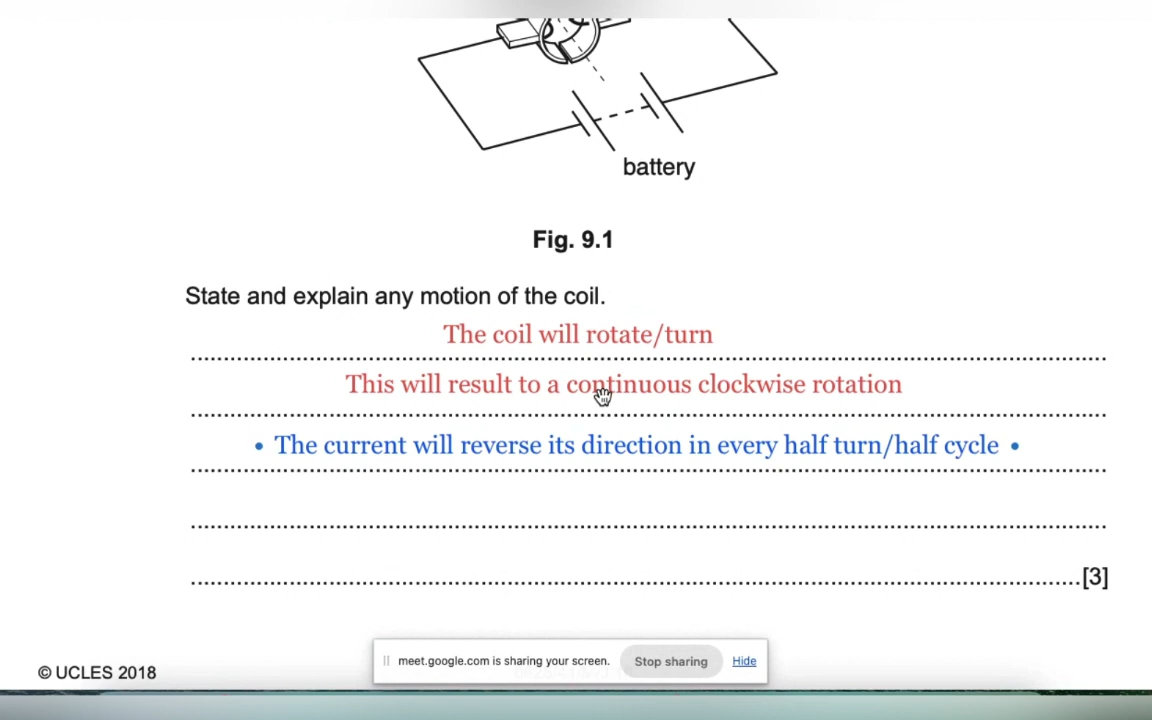 battery
Fig. 9.1
State and explain any motion of the coil.
The coil will rotate/turn
This will result to a continuous clockwise rotation
• The current will reverse its direction in every half turn/half cycle •
[3]
meet.google.com is sharing your screen. Stop sharing Hide
© UCLES 2018